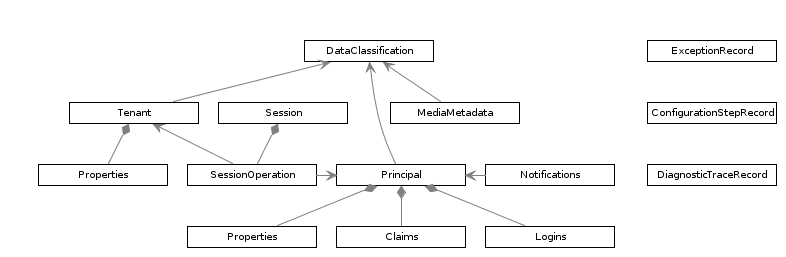 DataClassification
ExceptionRecord
Tenant
Session
MediaMetadata
ConfigurationStepRecord
Properties
SessionOperation
Principal
Notifications
DiagnosticTraceRecord
Properties
Claims
Logins